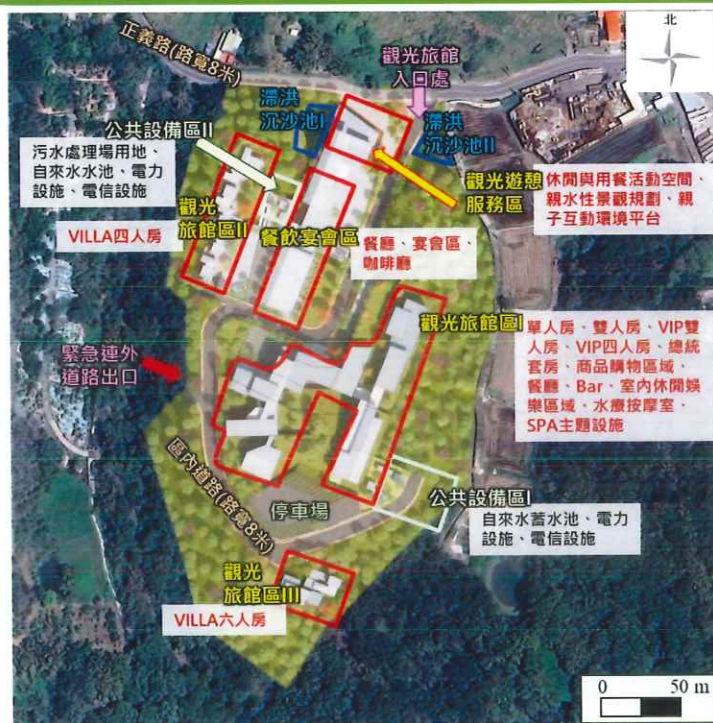 北
正義路(路寬8米)
觀光旅館
入口處
滯洪
沉沙池I
滯洪
沉沙池II
公共設備區II
污水處理場用地、
自來水水池、電力
設施、電信設施
觀光遊憩
服務區
休閒與用餐活動空間、
親水性景觀規劃、親
子互動環境平台
觀光
旅館區II
VILLA四人房
餐飲宴會區
餐廳、宴會區、
咖啡廳
觀光旅館區I
單人房、雙人房、VIP雙
人房、VIP四人房、總統
套房、商品購物區域、
餐廳、Bar、室內休閒娛
樂區域、水療按摩室、
SPA主題設施
緊急連外
道路出口
區內道路(路寬8米)
停車場
公共設備區I
自來水蓄水池、電力
設施、電信設施
觀光
旅館區III
VILLA六人房
0 50 m